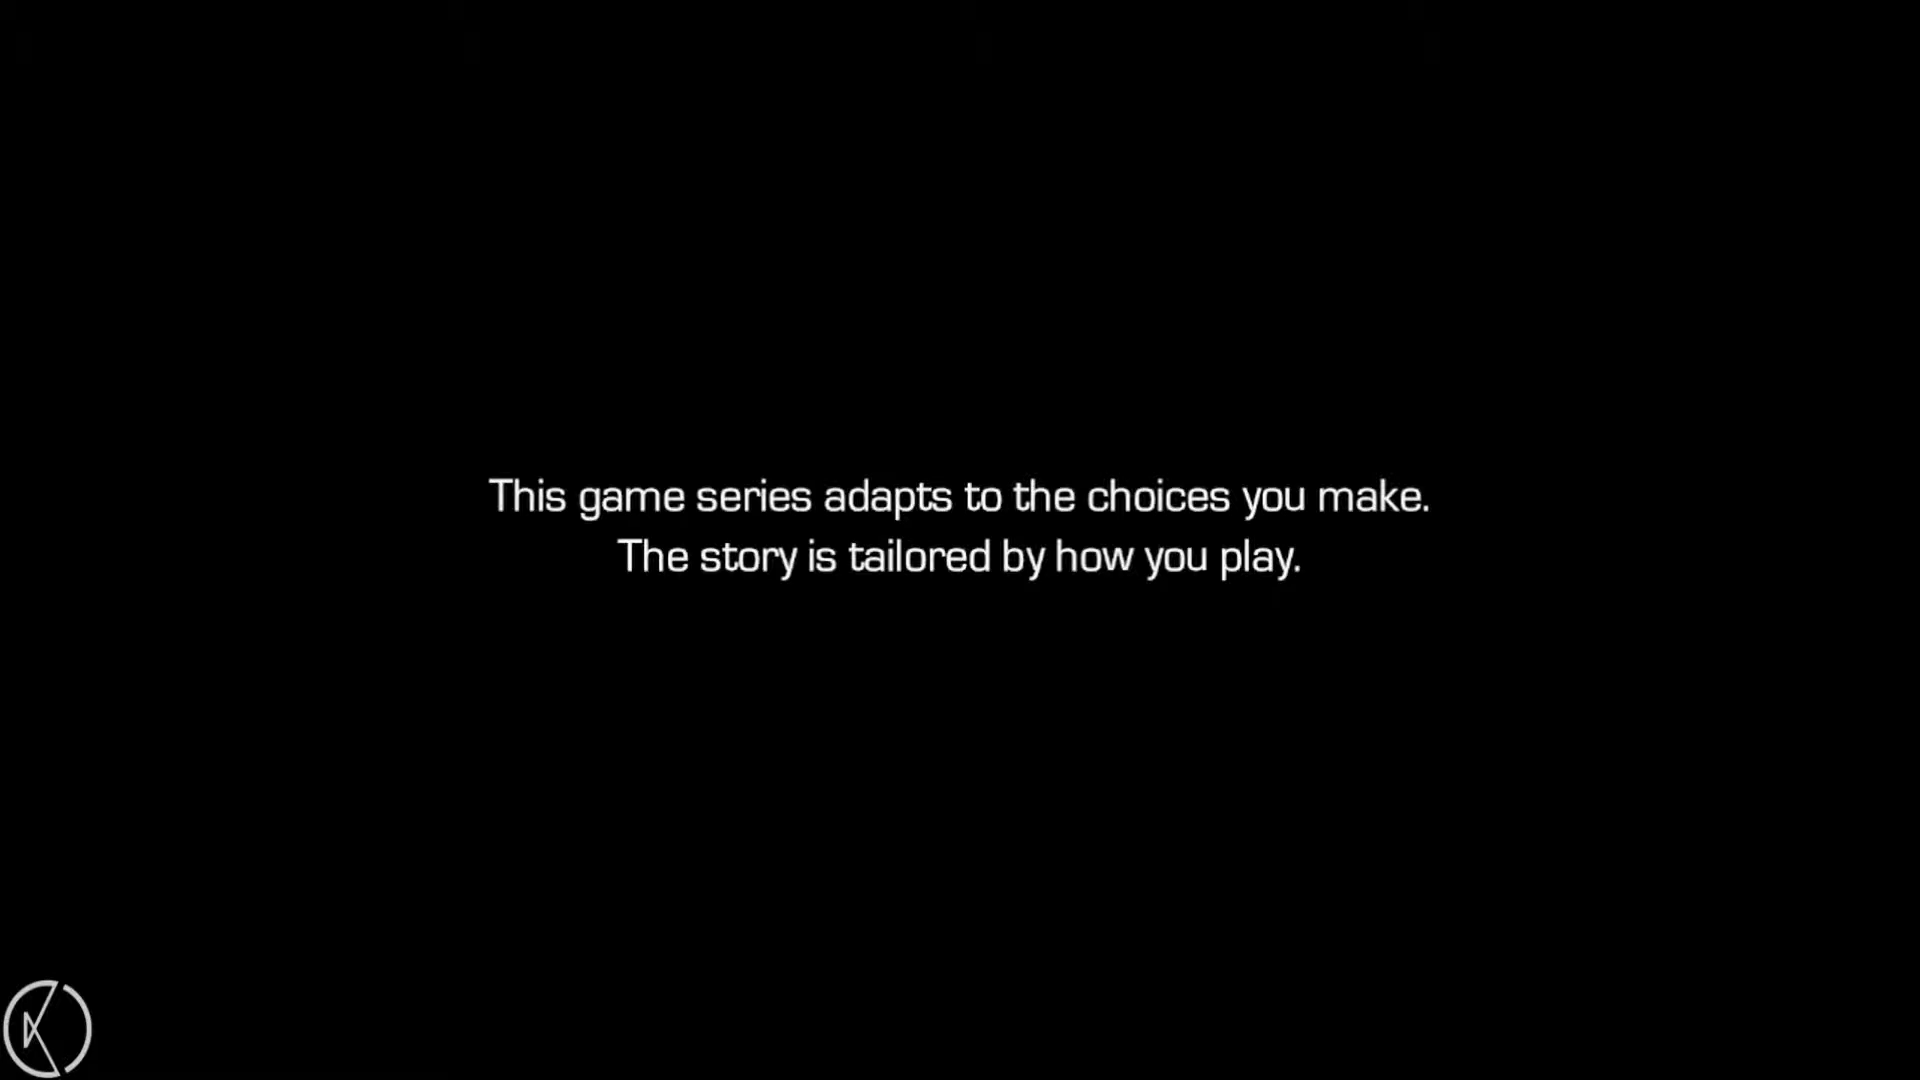 This game series adapts to the choices you make.
The story is tailored by how you play.